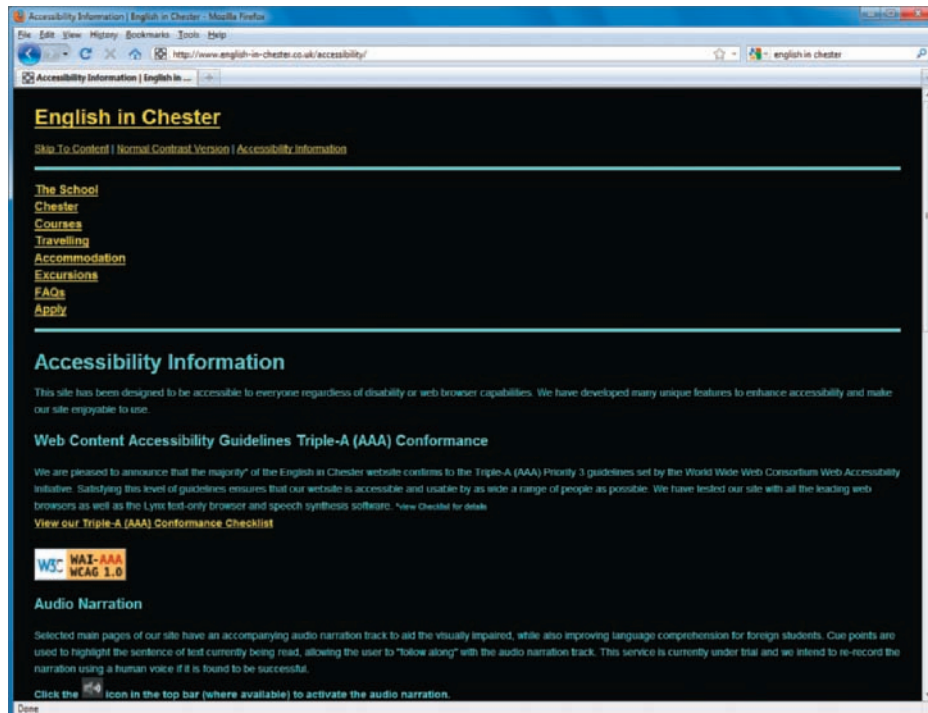 Accessibility Information | English in Chester - Mozilla Firefox
File Edit View History Bookmarks Tools Help
http://www.english-in-chester.co.uk/accessibility/ english in chester
Accessibility Information | English in ...
English in Chester
Skip To Content | Normal Contrast Version | Accessibility Information
The School
Chester
Courses
Travelling
Accommodation
Excursions
FAQs
Apply
Accessibility Information
This site has been designed to be accessible to everyone regardless of disability or web browser capabilities. We have developed many unique features to enhance accessibility and make
our site enjoyable to use.
Web Content Accessibility Guidelines Triple-A (AAA) Conformance
We are pleased to announce that the majority* of the English in Chester website confirms to the Triple-A (AAA) Priority 3 guidelines set by the World Wide Web Consortium Web Accessibility
Initiative. Satisfying this level of guidelines ensures that our website is accessible and usable by as wide a range of people as possible. We have tested our site with all the leading web
browsers as well as the Lynx text-only browser and speech synthesis software. *view Checklist for details
View our Triple-A (AAA) Conformance Checklist
W3C WAI-AAA
WCAG 1.0
Audio Narration
Selected main pages of our site have an accompanying audio narration track to aid the visually impaired, while also improving language comprehension for foreign students. Cue points are
used to highlight the sentence of text currently being read, allowing the user to "follow along" with the audio narration track. This service is currently under trial and we intend to re-record the
narration using a human voice if it is found to be successful.
Click the icon in the top bar (where available) to activate the audio narration.
Done